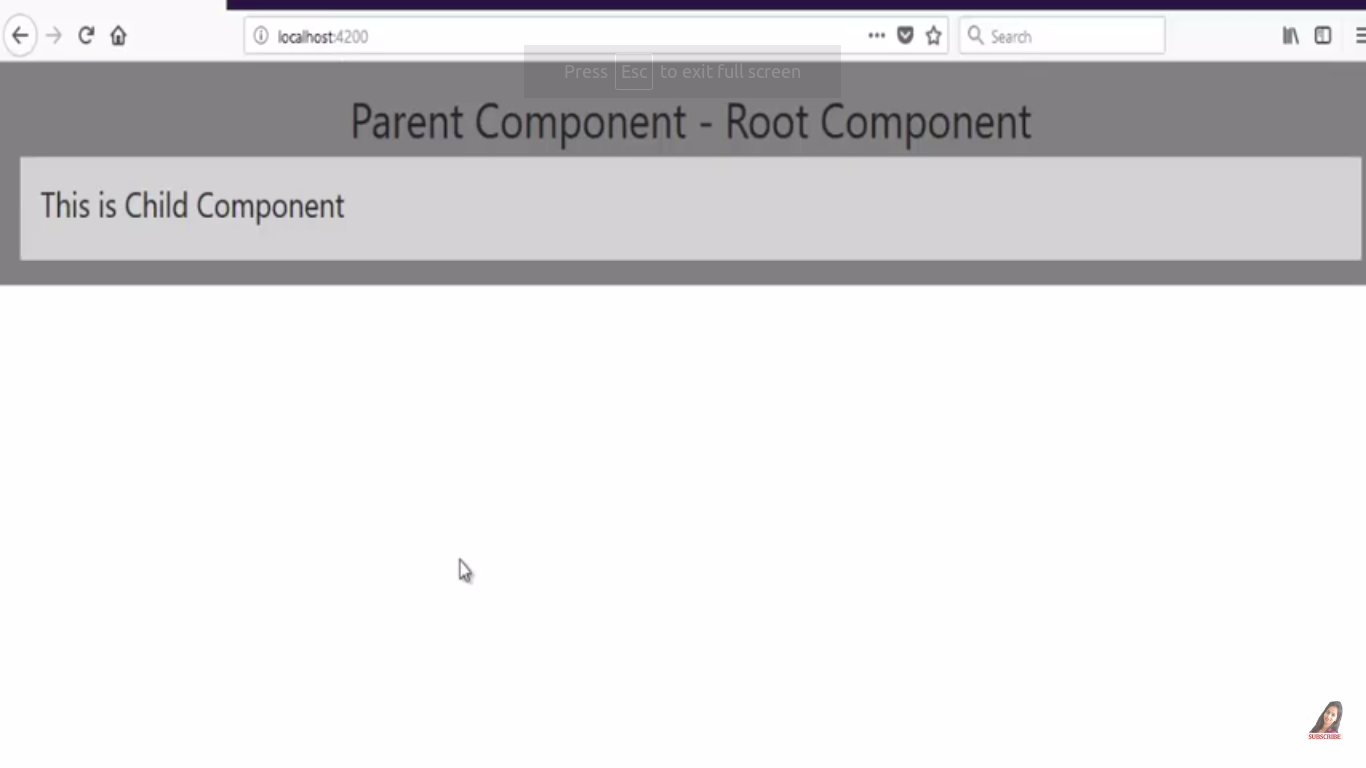 localhost:4200
Search
Press Esc to exit full screen
Parent Component - Root Component
This is Child Component
SUBSCRIBE